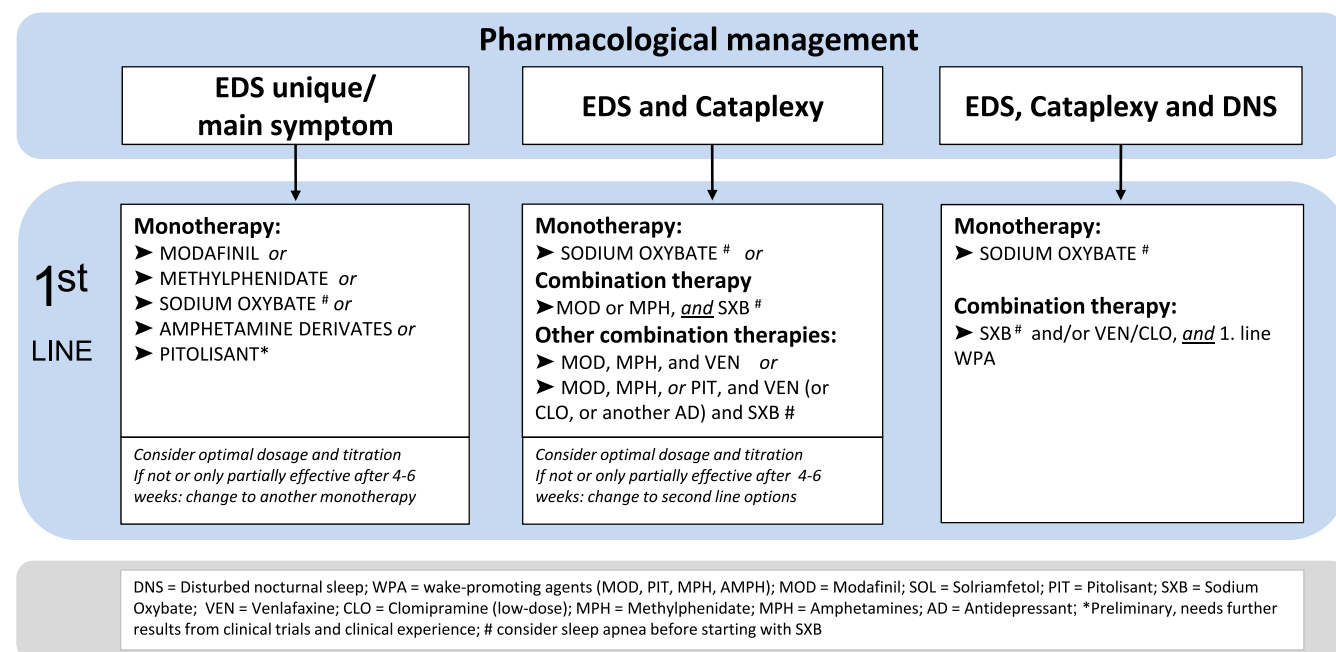 Pharmacological management
EDS unique/
main symptom
EDS and Cataplexy
EDS, Cataplexy and DNS
1st
LINE
Monotherapy:
➤ MODAFINIL or
➤ METHYLPHENIDATE or
➤ SODIUM OXYBATE # or
➤ AMPHETAMINE DERIVATES or
➤ PITOLISANT*
Consider optimal dosage and titration
If not or only partially effective after 4-6
weeks: change to another monotherapy
Monotherapy:
➤ SODIUM OXYBATE # or
Combination therapy
➤MOD or MPH, and SXB #
Other combination therapies:
➤ MOD, MPH, and VEN or
➤ MOD, MPH, or PIT, and VEN (or
CLO, or another AD) and SXB #
Consider optimal dosage and titration
If not or only partially effective after 4-6
weeks: change to second line options
Monotherapy:
➤ SODIUM OXYBATE #
Combination therapy:
➤ SXB# and/or VEN/CLO, and 1. line
WPA
DNS = Disturbed nocturnal sleep; WPA = wake-promoting agents (MOD, PIT, MPH, AMPH); MOD = Modafinil; SOL = Solriamfetol; PIT = Pitolisant; SXB = Sodium
Oxybate; VEN = Venlafaxine; CLO = Clomipramine (low-dose); MPH = Methylphenidate; MPH = Amphetamines; AD = Antidepressant; *Preliminary, needs further
results from clinical trials and clinical experience; # consider sleep apnea before starting with SXB